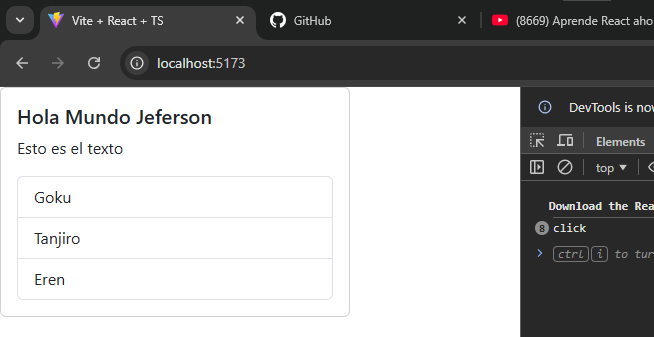 Vite + React + TS
GitHub
(8669) Aprende React aho
localhost:5173
Hola Mundo Jeferson
Esto es el texto
Goku
Tanjiro
Eren
DevTools is now
Elements
top
Download the Rea
8 click
ctrl i to tur